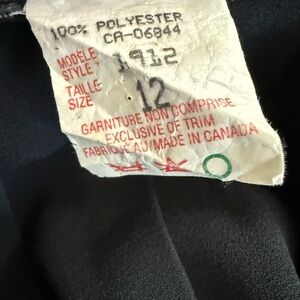 100% POLYESTER
CA-06844
MODÈLE
STYLE 1912
TAILLE
SIZE 12
GARNITURE NON COMPRISE
EXCLUSIVE OF TRIM
FABRIQUÉ AU/MADE IN CANADA